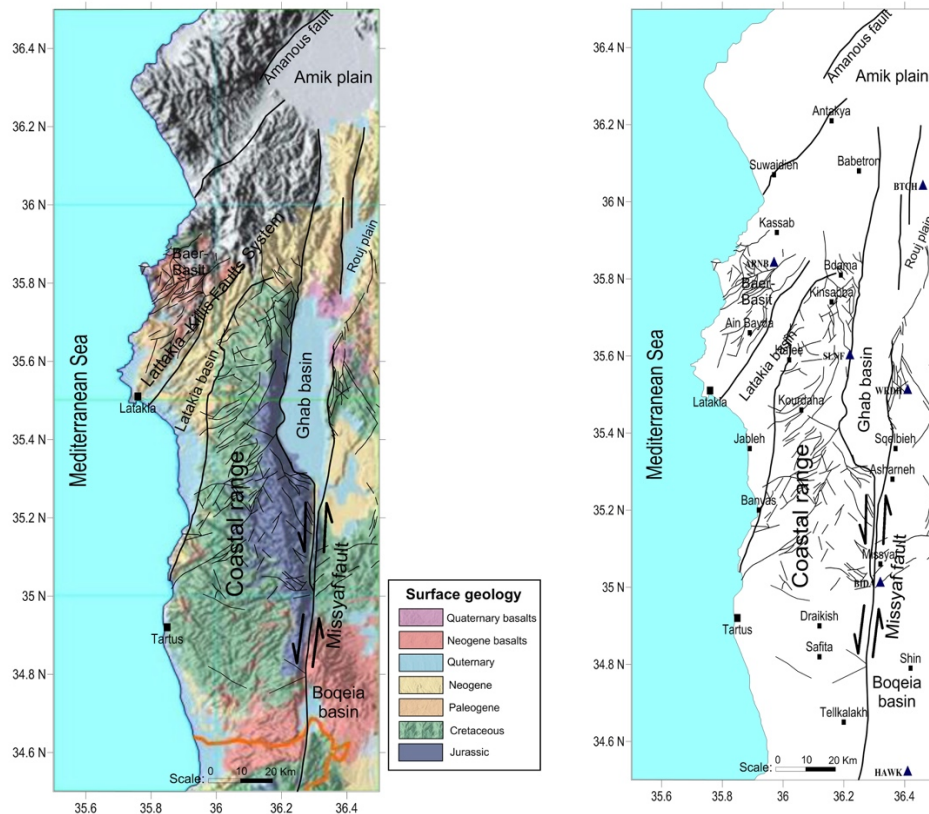 36.4 N
36.2 N
36 N
35.8 N
35.6 N
35.4 N
35.2 N
35 N
34.8 N
34.6 N
35.6
35.8
36
36.2
36.4
Amanous fault
Amik plain
Baer-
Basit
Lattakia -Killis Faults System
Rouj plain
Latakia basin
Latakia
Mediterranean Sea
Ghab basin
Coastal range
Missyaf fault
Tartus
Boqeia
basin
Scale:
0
10
20 Km
Surface geology
Quaternary basalts
Neogene basalts
Quternary
Neogene
Paleogene
Cretaceous
Jurassic
36.4 N
36.2 N
36 N
35.8 N
35.6 N
35.4 N
35.2 N
35 N
34.8 N
34.6 N
35.6
35.8
36
36.2
36.4
Amanous fault
Amik plain
Antakya
Babetron
Suwaidieh
BTCH
Kassab
Rouj plain
ARNB
Bdama
Baer-
Basit
Kinsabba
Ain Bayda
SLNF
Latakia basin
Ghab basin
WRDH
Latakia
Kourdaha
Mediterranean Sea
Jableh
Sqelbieh
Asharneh
Banyas
Coastal range
Missyaf
Missyaf fault
Draikish
Tartus
Safita
Shin
Boqeia
basin
Tellkalakh
Scale:
0
10
20 Km
HAWK